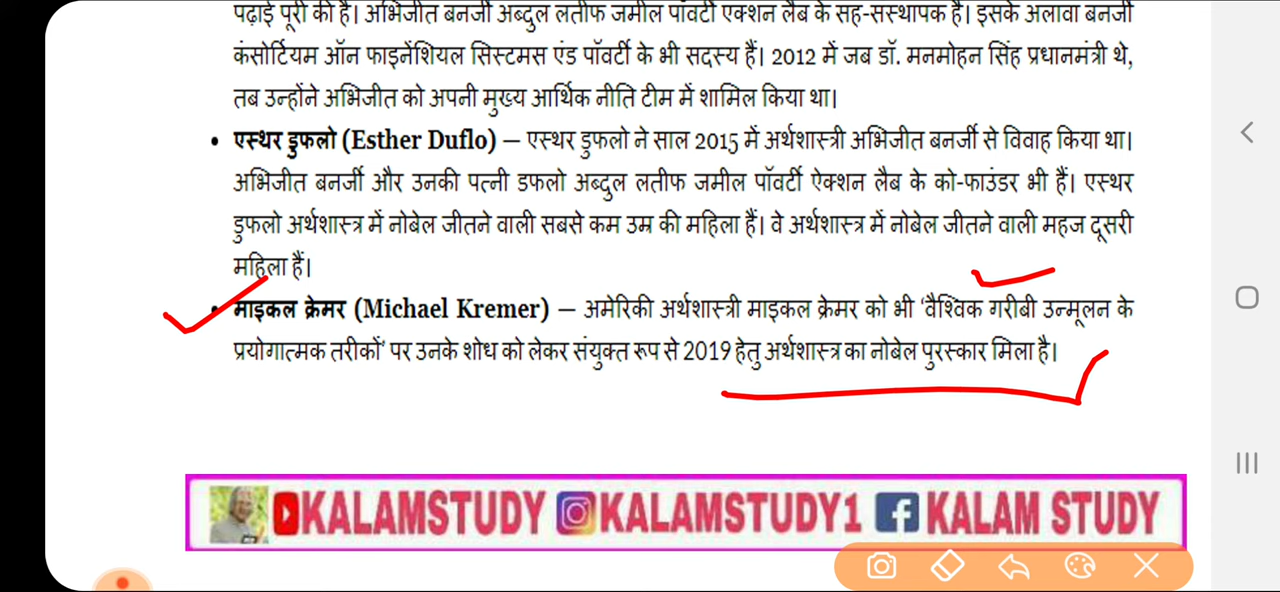 पढ़ाई पूरी की है। अभिजीत बनर्जी अब्दुल लतीफ जमील पॉवर्टी एक्शन लैब के सह-सस्थापक हैं। इसके अलावा बनर्जी
कंसोर्टियम ऑन फाइनेंशियल सिस्टमस एंड पॉवर्टी के भी सदस्य हैं। 2012 में जब डॉ. मनमोहन सिंह प्रधानमंत्री थे,
तब उन्होंने अभिजीत को अपनी मुख्य आर्थिक नीति टीम में शामिल किया था।
• एस्थर डुफलो (Esther Duflo) – एस्थर डुफलो ने साल 2015 में अर्थशास्त्री अभिजीत बनर्जी से विवाह किया था।
अभिजीत बनर्जी और उनकी पत्नी डफलो अब्दुल लतीफ जमील पॉवर्टी ऐक्शन लैब के को-फाउंडर भी हैं। एस्थर
डुफलो अर्थशास्त्र में नोबेल जीतने वाली सबसे कम उम्र की महिला हैं। वे अर्थशास्त्र में नोबेल जीतने वाली महज दूसरी
महिला हैं।
• माइकल क्रेमर (Michael Kremer) – अमेरिकी अर्थशास्त्री माइकल क्रेमर को भी ‘वैश्विक गरीबी उन्मूलन के
प्रयोगात्मक तरीकों’ पर उनके शोध को लेकर संयुक्त रूप से 2019 हेतु अर्थशास्त्र का नोबेल पुरस्कार मिला है।
KALAMSTUDY KALAMSTUDY1 KALAM STUDY